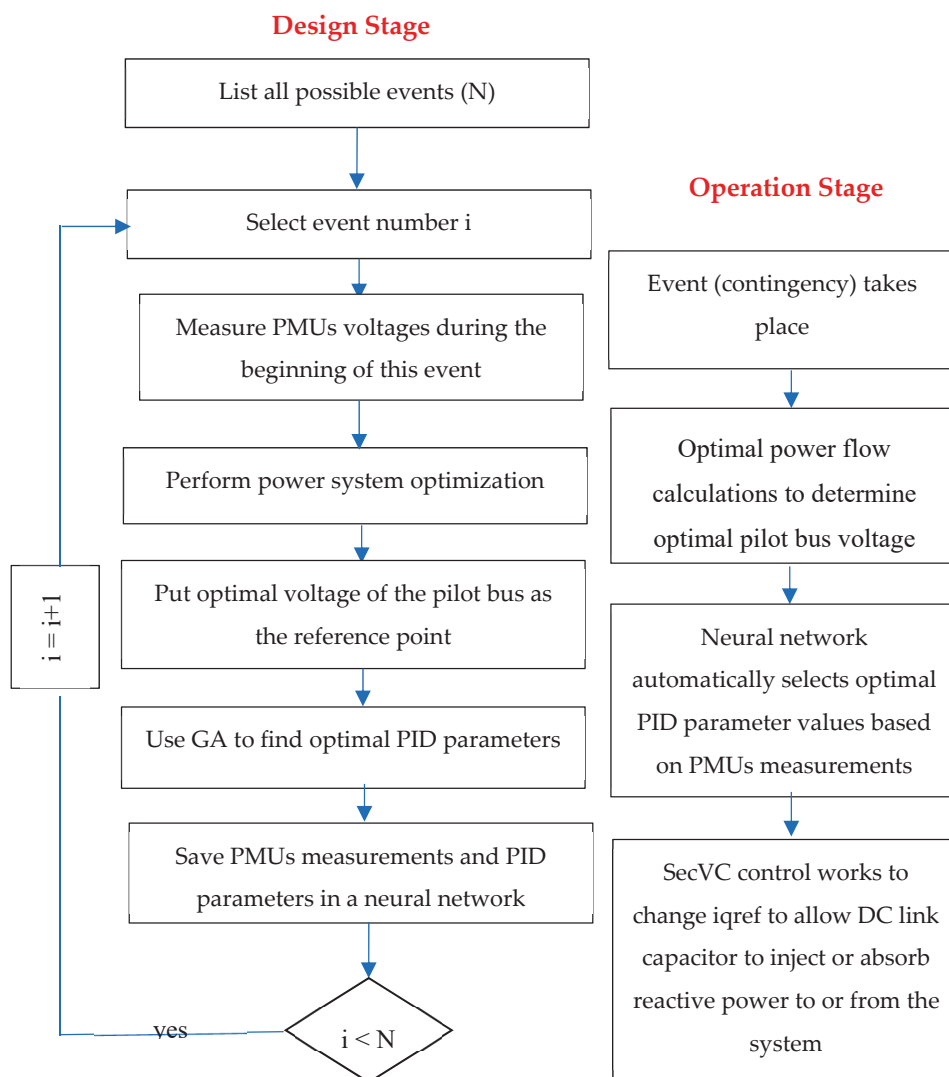 Design Stage
List all possible events (N)
Select event number i
Measure PMUs voltages during the
beginning of this event
Perform power system optimization
Put optimal voltage of the pilot bus as
the reference point
Use GA to find optimal PID parameters
Save PMUs measurements and PID
parameters in a neural network
i < N
yes
i = i+1
Operation Stage
Event (contingency) takes
place
Optimal power flow
calculations to determine
optimal pilot bus voltage
Neural network
automatically selects optimal
PID parameter values based
on PMUs measurements
SecVC control works to
change iqref to allow DC link
capacitor to inject or absorb
reactive power to or from the
system